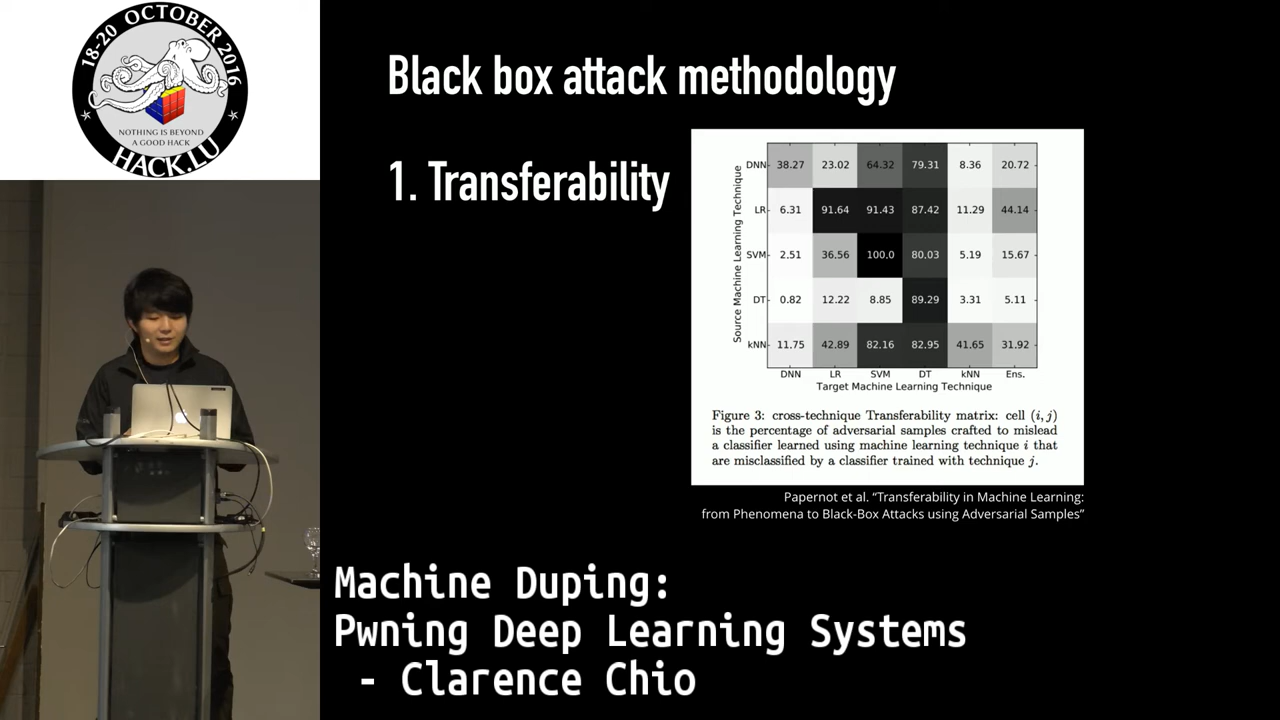 18-20 OCTOBER 2016
NOTHING IS BEYOND
A GOOD HACK
HACK.LU
Black box attack methodology
1. Transferability
Source Machine Learning Technique
DNN 38.27 23.02 64.32 79.31 8.36 20.72
LR 6.31 91.64 91.43 87.42 11.29 44.14
SVM 2.51 36.56 100.0 80.03 5.19 15.67
DT 0.82 12.22 8.85 89.29 3.31 5.11
kNN 11.75 42.89 82.16 82.95 41.65 31.92
DNN LR SVM DT kNN Ens.
Target Machine Learning Technique
Figure 3: cross-technique Transferability matrix: cell (i, j)
is the percentage of adversarial samples crafted to mislead
a classifier learned using machine learning technique i that
are misclassified by a classifier trained with technique j.
Papernot et al. “Transferability in Machine Learning:
from Phenomena to Black-Box Attacks using Adversarial Samples”
Machine Duping:
Pwning Deep Learning Systems
- Clarence Chio